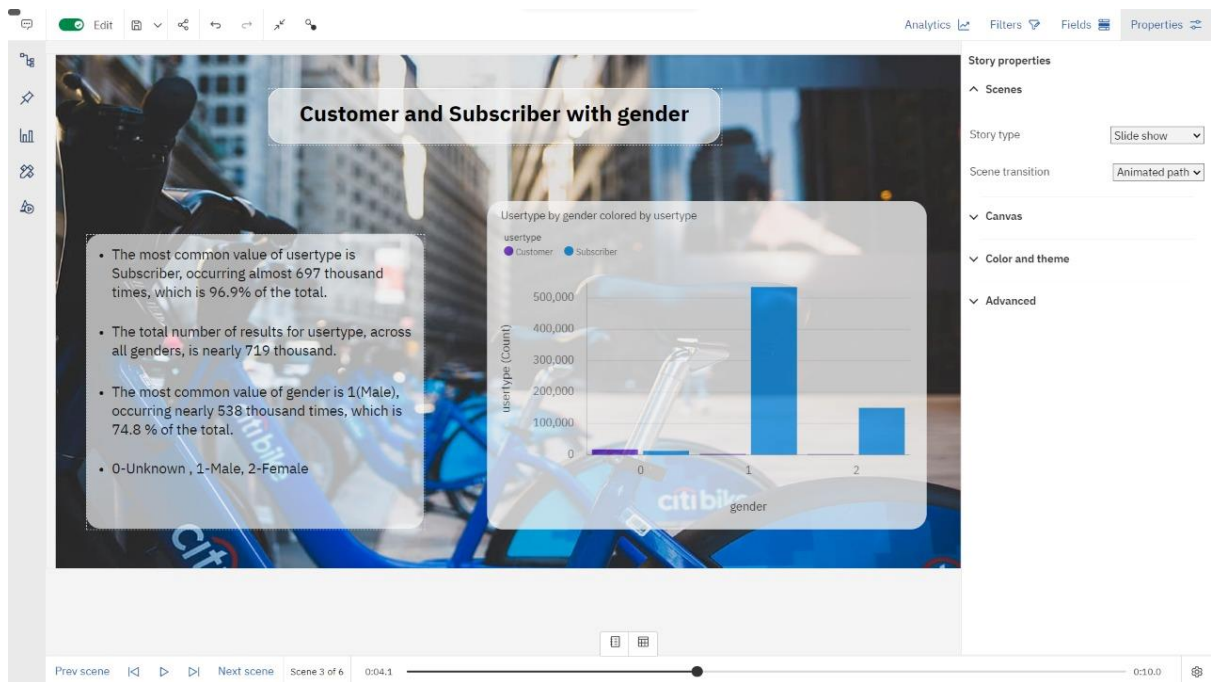 Edit
Analytics
Filters
Fields
Properties
Customer and Subscriber with gender
• The most common value of usertype is
Subscriber, occurring almost 697 thousand
times, which is 96.9% of the total.
• The total number of results for usertype, across
all genders, is nearly 719 thousand.
• The most common value of gender is 1(Male),
occurring nearly 538 thousand times, which is
74.8 % of the total.
• 0-Unknown , 1-Male, 2-Female
Usertype by gender colored by usertype
usertype
Customer Subscriber
usertype (Count)
500,000
400,000
300,000
200,000
100,000
0
0 1 2
gender
citibike
citibike
citi
Story properties
Scenes
Story type Slide show
Scene transition Animated path
Canvas
Color and theme
Advanced
Prev scene
Next scene
Scene 3 of 6
0:04.1
0:10.0